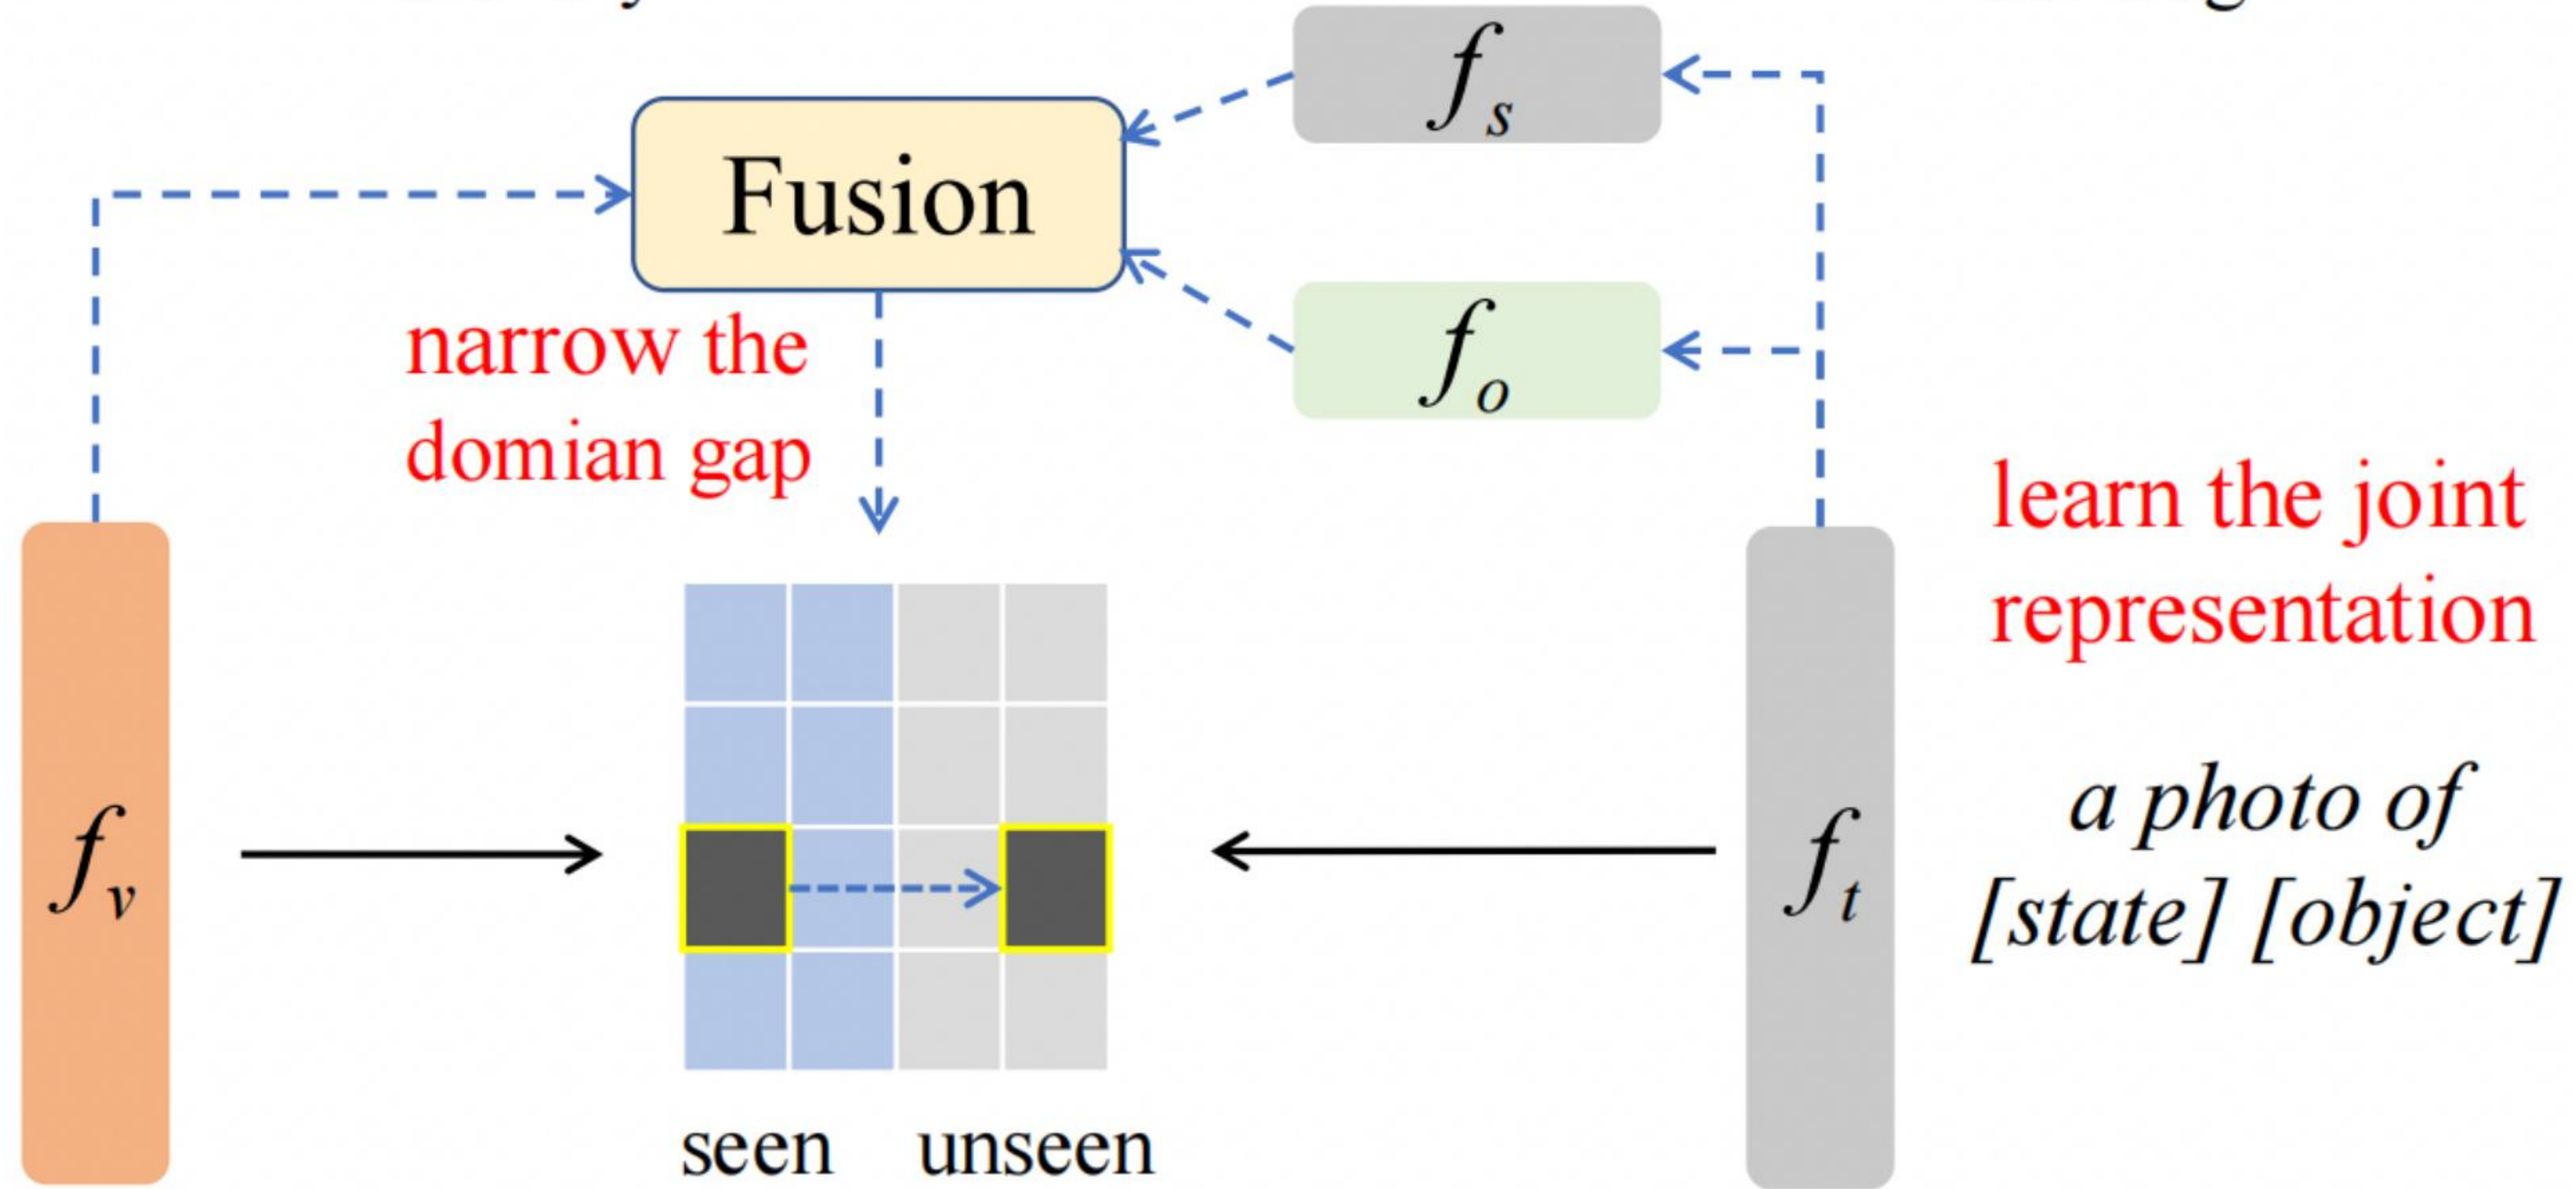 f_s
Fusion
f_o
narrow the
domian gap
learn the joint
representation
f_v
f_t
a photo of
[state] [object]
seen unseen